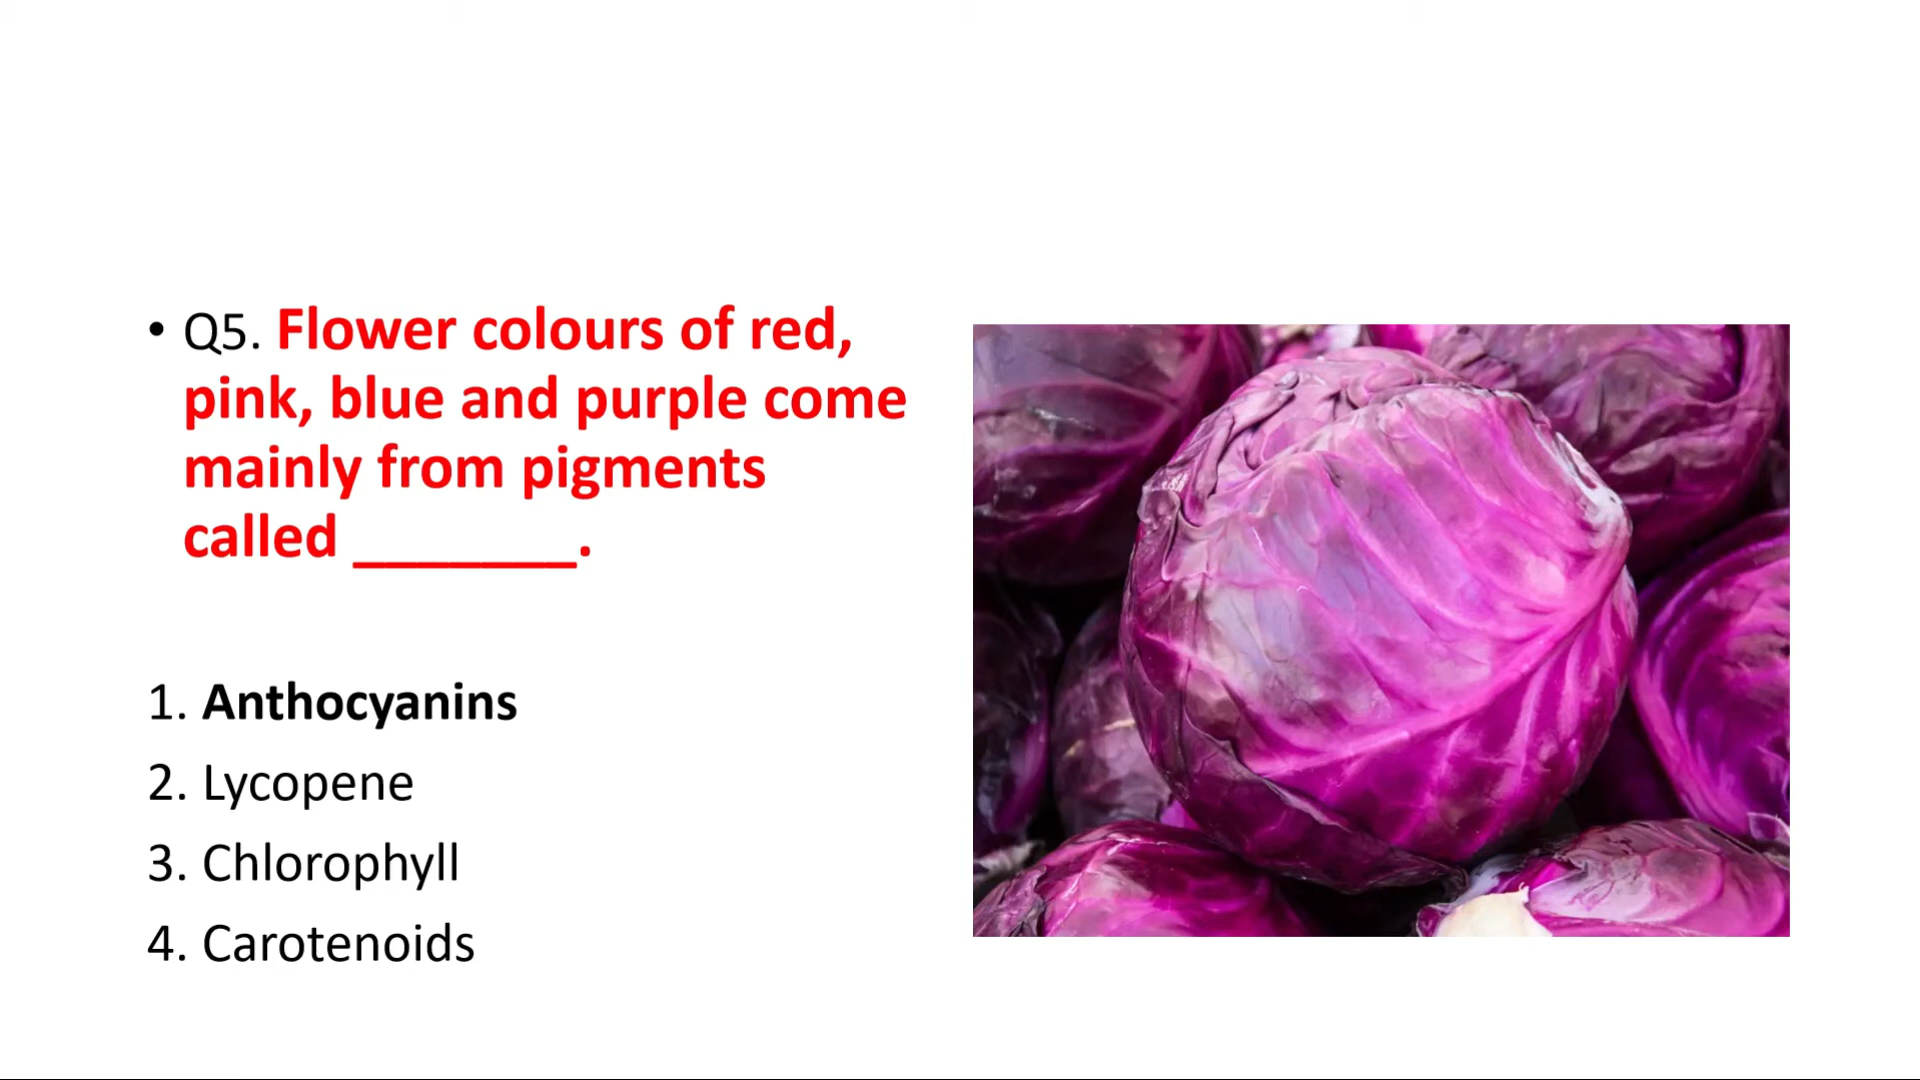 • Q5. Flower colours of red,
pink, blue and purple come
mainly from pigments
called _______.
1. Anthocyanins
2. Lycopene
3. Chlorophyll
4. Carotenoids